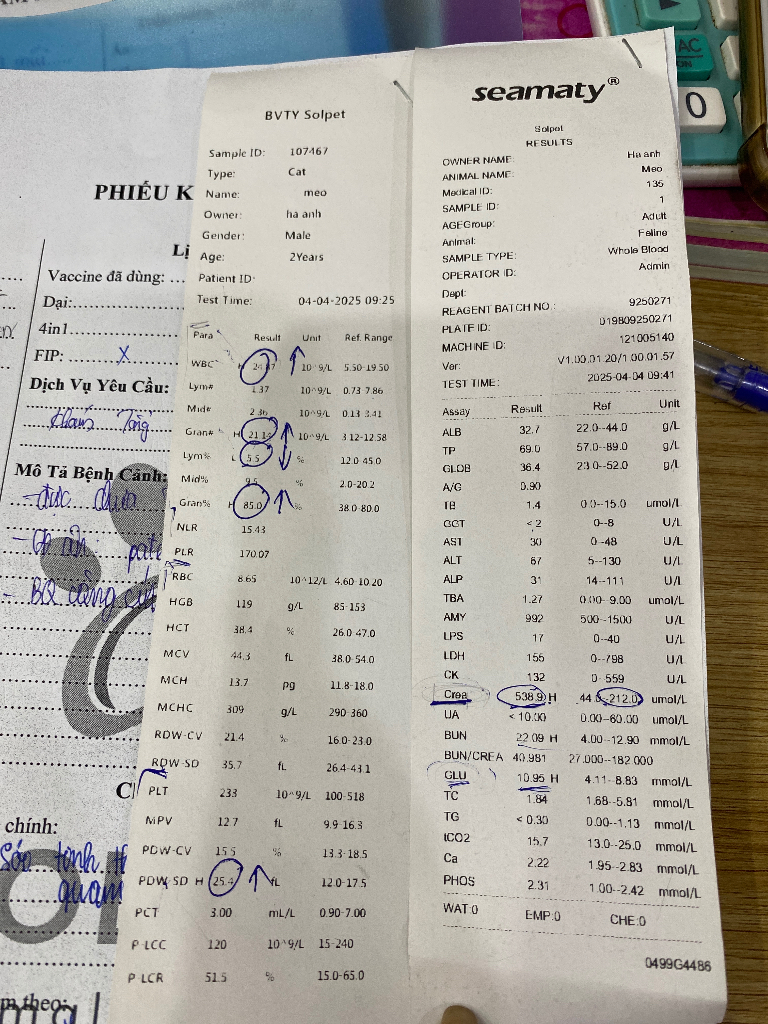 AC
ON
0
PHIẾU K
Lị
Vaccine đã dùng: ...
Dại:
4in1
FIP: X
Dịch Vụ Yêu Cầu:
Mô Tả Bệnh Cảnh:
- đực
-
- BQ căng
C
chính:
quam
m theo:
BVTY Solpet
Sample ID: 107467
Type: Cat
Name: meo
Owner: ha anh
Gender: Male
Age: 2Years
Patient ID:
Test Time: 04-04-2025 09:25
Para Result Unit Ref. Range
WBC H 10^9/L 5.50-19.50
Lym# 1.37 10^9/L 0.73-7.86
Mid# 2.36 10^9/L 0.13-3.41
Gran# H 21.14 10^9/L 3.12-12.58
Lym% L 5.5 % 12.0-45.0
Mid% 9.5 % 2.0-20.2
Gran% H 85.0 % 38.0-80.0
NLR 15.43
PLR 170.07
RBC 8.65 10^12/L 4.60-10.20
HGB 119 g/L 85-153
HCT 38.4 % 26.0-47.0
MCV 44.3 fL 38.0-54.0
MCH 13.7 pg 11.8-18.0
MCHC 309 g/L 290-360
RDW-CV 21.4 % 16.0-23.0
RDW-SD 35.7 fL 26.4-43.1
PLT 233 10^9/L 100-518
MPV 12.7 fL 9.9-16.3
PDW-CV 15.5 % 13.3-18.5
PDW-SD H 25.4 fL 12.0-17.5
PCT 3.00 mL/L 0.90-7.00
P-LCC 120 10^9/L 15-240
P-LCR 51.5 % 15.0-65.0
seamaty®
Solpet
RESULTS
OWNER NAME: Ha anh
ANIMAL NAME: Meo
Medical ID: 135
SAMPLE ID: 1
AGEGroup: Adult
Animal: Feline
SAMPLE TYPE: Whole Blood
OPERATOR ID: Admin
Dept:
REAGENT BATCH NO.: 9250271
PLATE ID: 019809250271
MACHINE ID: 121005140
Ver: V1.00.01.20/1.00.01.57
TEST TIME: 2025-04-04 09:41
Assay Result Ref Unit
ALB 32.7 22.0--44.0 g/L
TP 69.0 57.0--89.0 g/L
GLOB 36.4 23.0--52.0 g/L
A/G 0.90
TB 1.4 0.0--15.0 umol/L
GGT < 2 0--8 U/L
AST 30 0--48 U/L
ALT 67 5--130 U/L
ALP 31 14--111 U/L
TBA 1.27 0.00--9.00 umol/L
AMY 992 500--1500 U/L
LPS 17 0--40 U/L
LDH 155 0--798 U/L
CK 132 0--559 U/L
Crea 538.9 H 44.0--212.0 umol/L
UA < 10.00 0.00--60.00 umol/L
BUN 22.09 H 4.00--12.90 mmol/L
BUN/CREA 40.981 27.000--182.000
GLU 10.95 H 4.11--8.83 mmol/L
TC 1.84 1.68--5.81 mmol/L
TG < 0.30 0.00--1.13 mmol/L
tCO2 15.7 13.0--25.0 mmol/L
Ca 2.22 1.95--2.83 mmol/L
PHOS 2.31 1.00--2.42 mmol/L
WAT:0 EMP:0 CHE:0
0499G4486